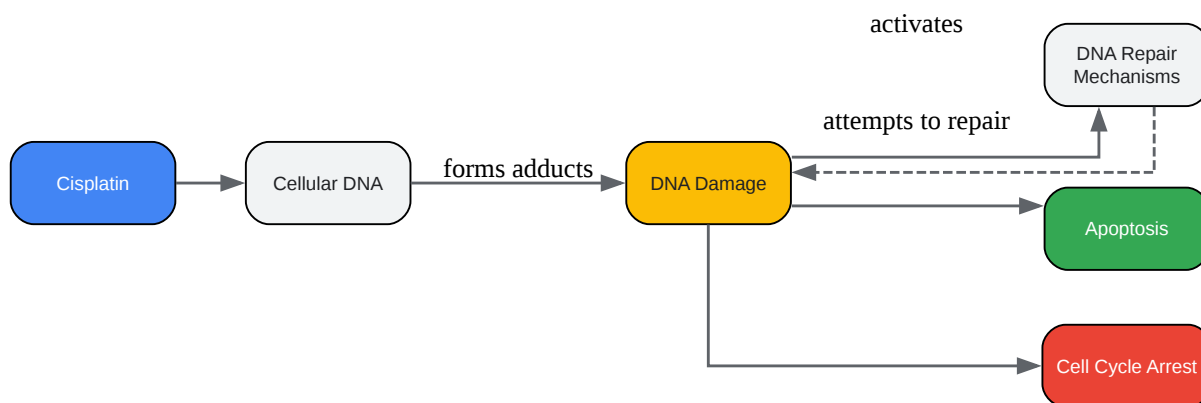 activates
DNA Repair
Mechanisms
attempts to repair
Cisplatin
Cellular DNA
forms adducts
DNA Damage
Apoptosis
Cell Cycle Arrest